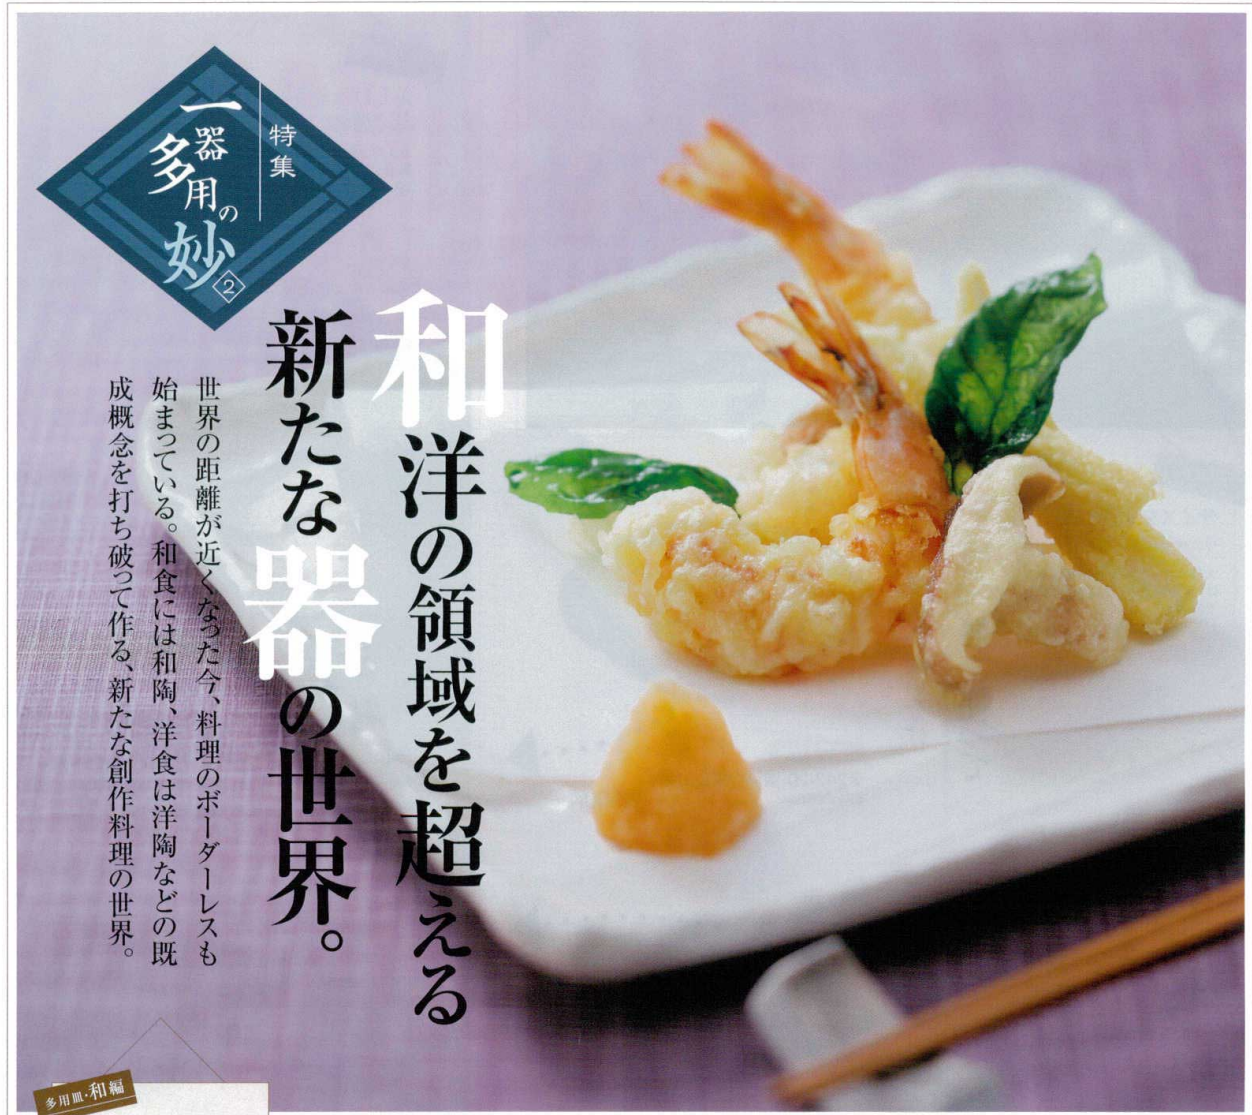 特集
一器多用の妙②
和洋の領域を超える
新たな器の世界。
世界の距離が近くなった今、料理のボーダーレスも
始まっている。和食には和陶、洋食は洋陶などの既
成概念を打ち破って作る、新たな創作料理の世界。
多用皿・和編